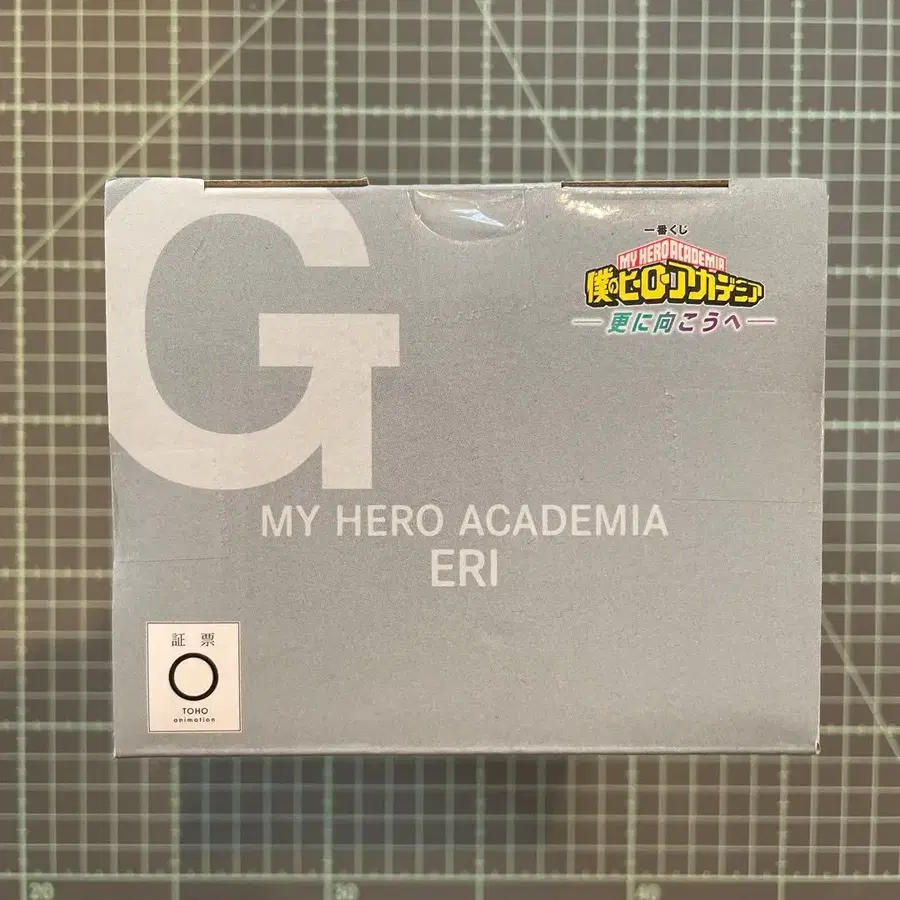 G
一番くじ
MY HERO ACADEMIA
僕のヒーローアカデミア
更に向こうへ
MY HERO ACADEMIA
ERI
証 票
TOHO
animation
20
30
40